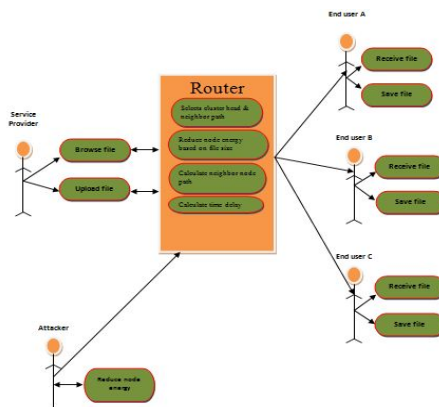 End user A
Receive file
Save file
Router
Selects cluster head &
neighbor path
Reduce node energy
based on file size
Calculate neighbor node
path
Calculate time delay
Service
Provider
Browse file
Upload file
End user B
Receive file
Save file
End user C
Receive file
Save file
Attacker
Reduce node
energy